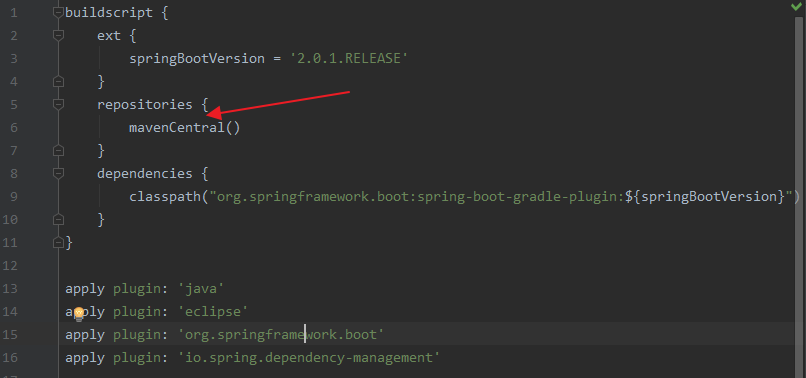 1 buildscript {
2     ext {
3         springBootVersion = '2.0.1.RELEASE'
4     }
5     repositories {
6         mavenCentral()
7     }
8     dependencies {
9         classpath("org.springframework.boot:spring-boot-gradle-plugin:${springBootVersion}")
10     }
11 }
12
13 apply plugin: 'java'
14 apply plugin: 'eclipse'
15 apply plugin: 'org.springframework.boot'
16 apply plugin: 'io.spring.dependency-management'